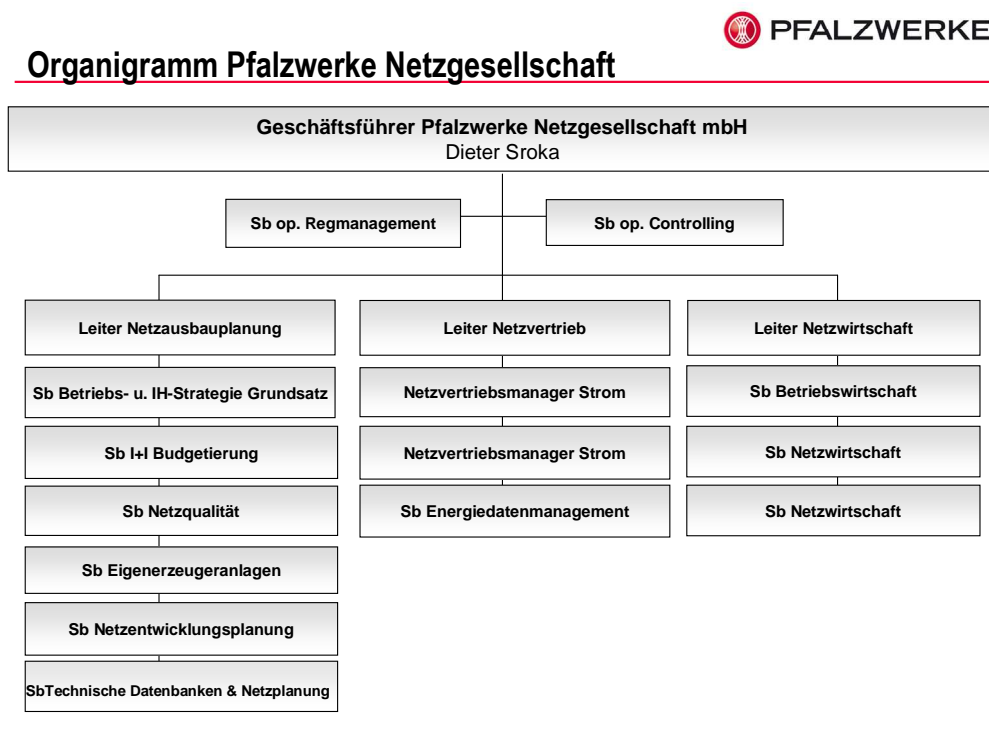 PFALZWERKE
Organigramm Pfalzwerke Netzgesellschaft
Geschäftsführer Pfalzwerke Netzgesellschaft mbH
Dieter Sroka
Sb op. Regmanagement
Sb op. Controlling
Leiter Netzausbauplanung
Sb Betriebs- u. IH-Strategie Grundsatz
Sb I+I Budgetierung
Sb Netzqualität
Sb Eigenerzeugeranlagen
Sb Netzentwicklungsplanung
SbTechnische Datenbanken & Netzplanung
Leiter Netzvertrieb
Netzvertriebsmanager Strom
Netzvertriebsmanager Strom
Sb Energiedatenmanagement
Leiter Netzwirtschaft
Sb Betriebswirtschaft
Sb Netzwirtschaft
Sb Netzwirtschaft